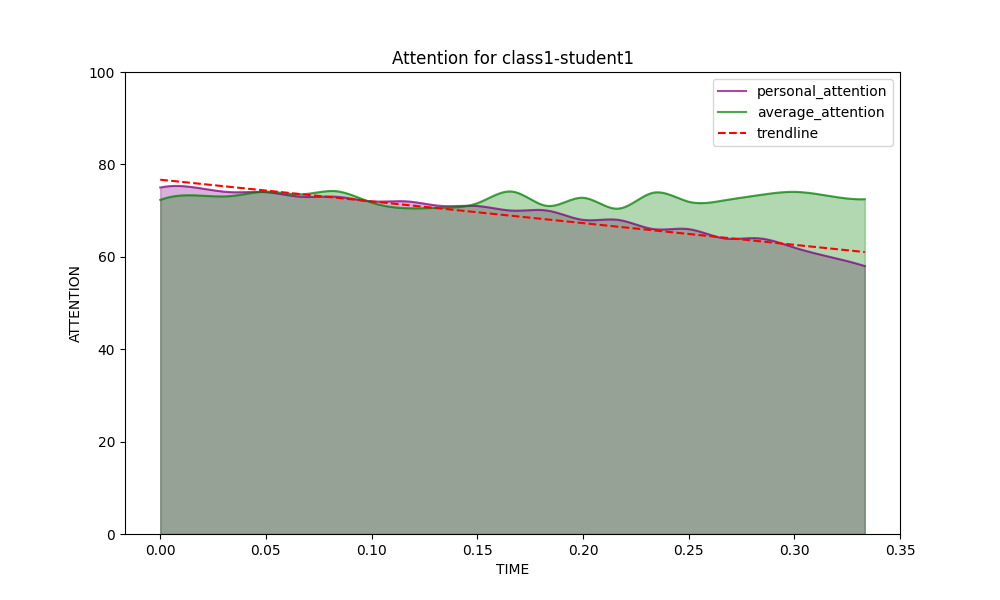 Attention for class1-student1
personal_attention
average_attention
trendline
ATTENTION
100
80
60
40
20
0
0.00 0.05 0.10 0.15 0.20 0.25 0.30 0.35
TIME